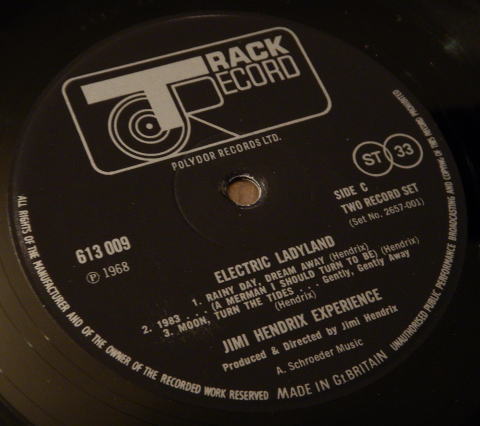 TRACK
RECORD
POLYDOR RECORDS LTD.
ST 33
SIDE C
TWO RECORD SET
(Set No. 2657-001)
613 009
Ⓟ 1968
ELECTRIC LADYLAND
1. RAINY DAY, DREAM AWAY (Hendrix)
2. 1983 . . . (A MERMAN I SHOULD TURN TO BE) (Hendrix)
3. MOON, TURN THE TIDES . . . Gently, Gently Away
(Hendrix)
JIMI HENDRIX EXPERIENCE
Produced & Directed by Jimi Hendrix
A. Schroeder Music
ALL RIGHTS OF THE MANUFACTURER AND OF THE OWNER OF THE RECORDED WORK RESERVED
MADE IN Gt BRITAIN
UNAUTHORISED PUBLIC PERFORMANCE BROADCASTING AND COPYING OF THIS RECORD PROHIBITED